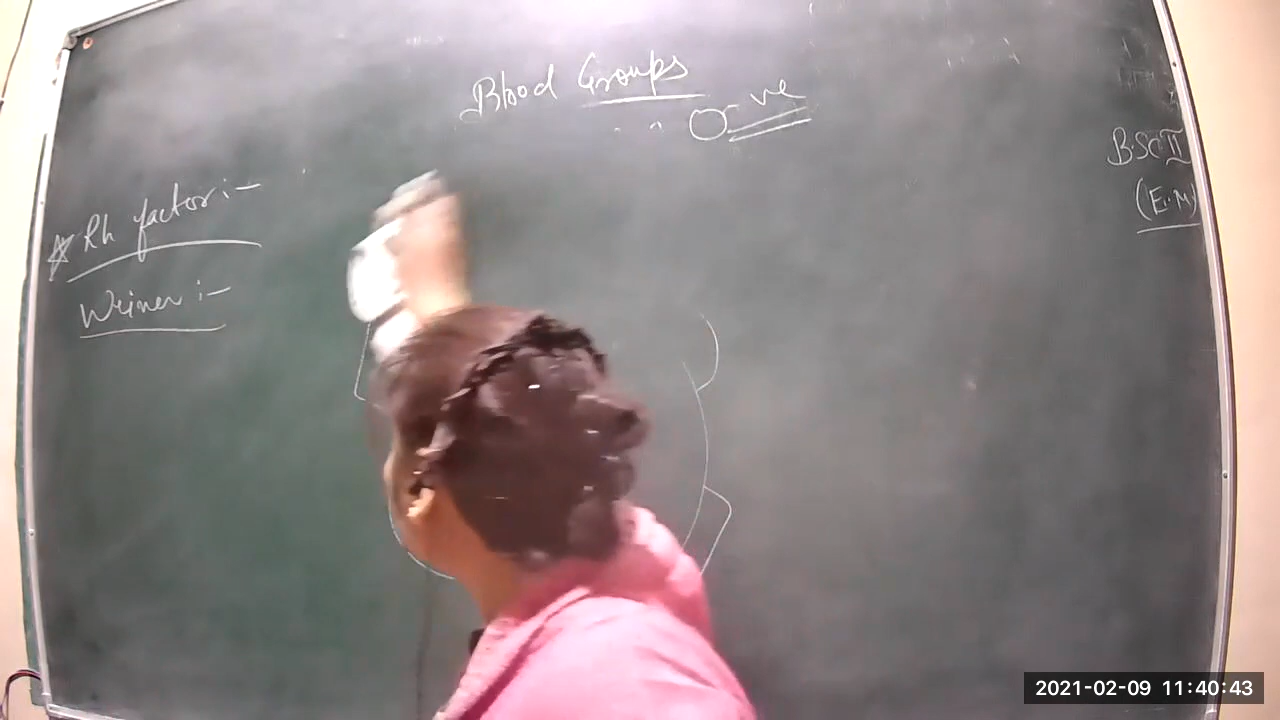 Blood Groups
O-ve
* Rh factor :-
Weiner :-
B.Sc II
(E.M)
2021-02-09 11:40:43